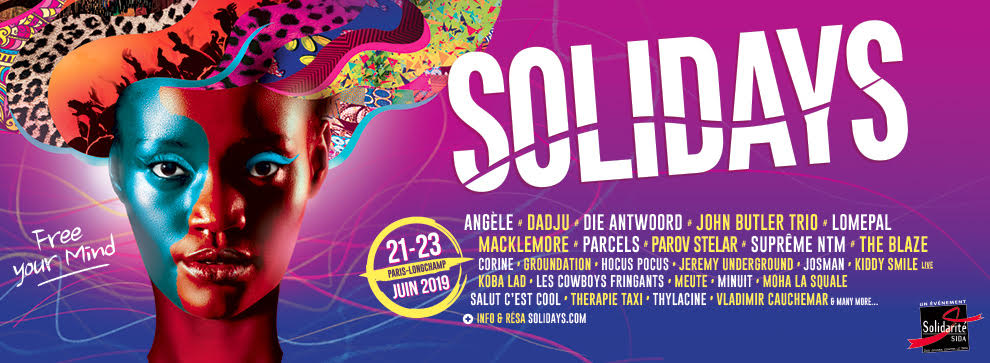 SOLIDAYS
Free
your Mind
21-23
PARIS-LONGCHAMP
JUIN 2019
ANGÈLE # DADJU # DIE ANTWOORD # JOHN BUTLER TRIO # LOMEPAL
MACKLEMORE # PARCELS # PAROV STELAR # SUPRÊME NTM # THE BLAZE
CORINE • GROUNDATION • HOCUS POCUS • JEREMY UNDERGROUND • JOSMAN • KIDDY SMILE LIVE
KOBA LAD • LES COWBOYS FRINGANTS • MEUTE • MINUIT • MOHA LA SQUALE
SALUT C'EST COOL • THERAPIE TAXI • THYLACINE • VLADIMIR CAUCHEMAR & MANY MORE...
+ INFO & RÉSA SOLIDAYS.COM
UN ÉVÉNEMENT
Solidarité
SIDA